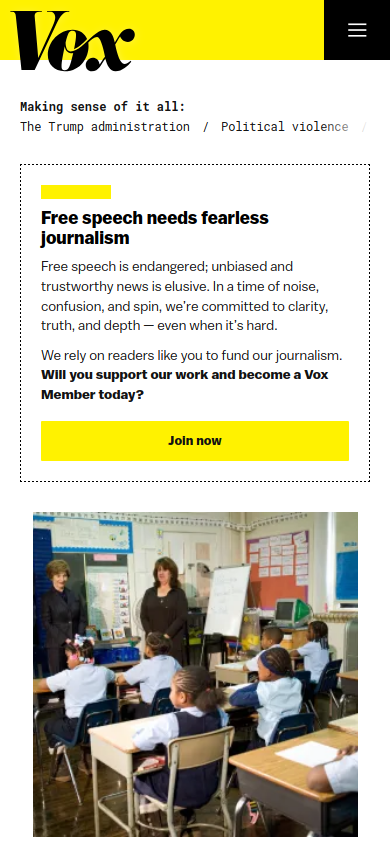 Vox
Making sense of it all:
The Trump administration / Political violence /
Free speech needs fearless
journalism
Free speech is endangered; unbiased and
trustworthy news is elusive. In a time of noise,
confusion, and spin, we're committed to clarity,
truth, and depth — even when it's hard.
We rely on readers like you to fund our journalism.
Will you support our work and become a Vox
Member today?
Join now